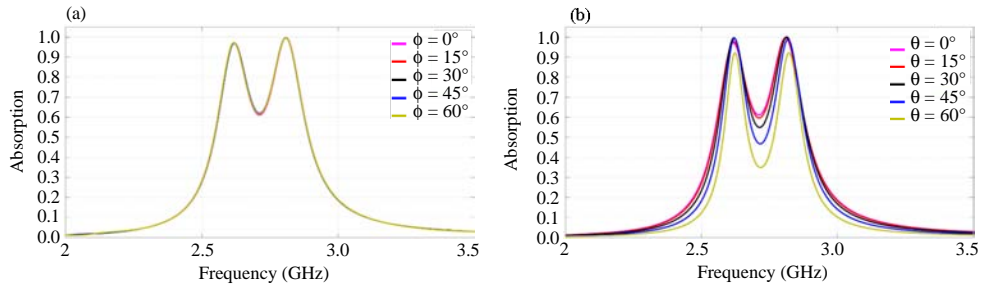 (a)
1.0
0.9
0.8
0.7
0.6
0.5
0.4
0.3
0.2
0.1
0.0
Absorption
2
2.5
3.0
3.5
Frequency (GHz)
ϕ = 0°
ϕ = 15°
ϕ = 30°
ϕ = 45°
ϕ = 60°
(b)
1.0
0.9
0.8
0.7
0.6
0.5
0.4
0.3
0.2
0.1
0.0
Absorption
2
2.5
3.0
3.5
Frequency (GHz)
θ = 0°
θ = 15°
θ = 30°
θ = 45°
θ = 60°